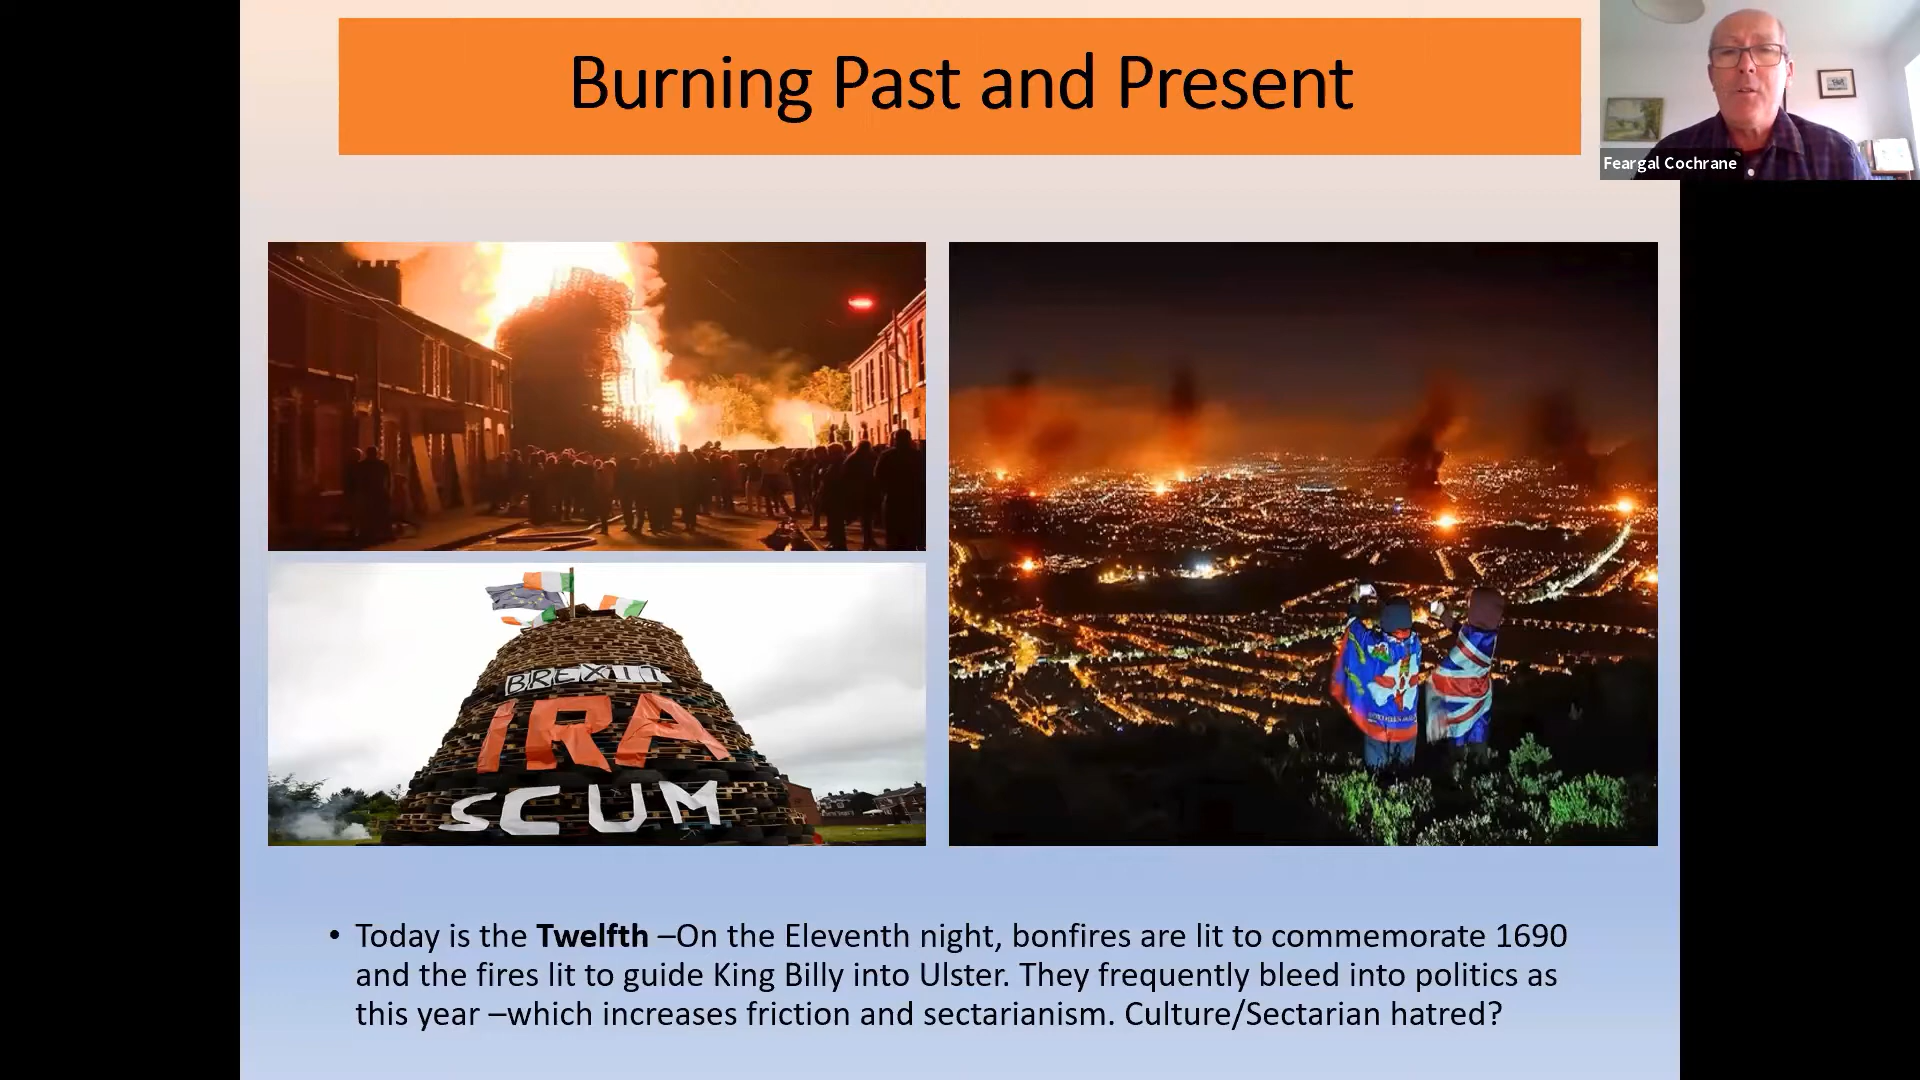 Burning Past and Present
Feargal Cochrane
BREXIT
IRA
SCUM
• Today is the Twelfth –On the Eleventh night, bonfires are lit to commemorate 1690
and the fires lit to guide King Billy into Ulster. They frequently bleed into politics as
this year –which increases friction and sectarianism. Culture/Sectarian hatred?